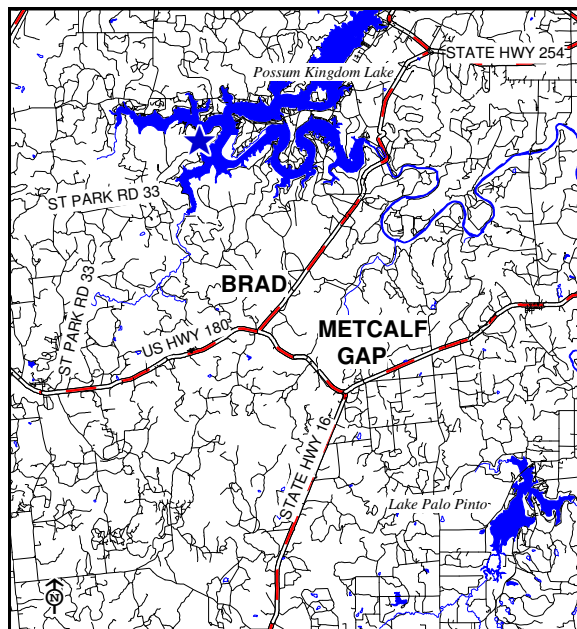 STATE HWY 254
Possum Kingdom Lake
ST PARK RD 33
BRAD
ST PARK RD 33
US HWY 180
METCALF
GAP
STATE HWY 16
Lake Palo Pinto
N